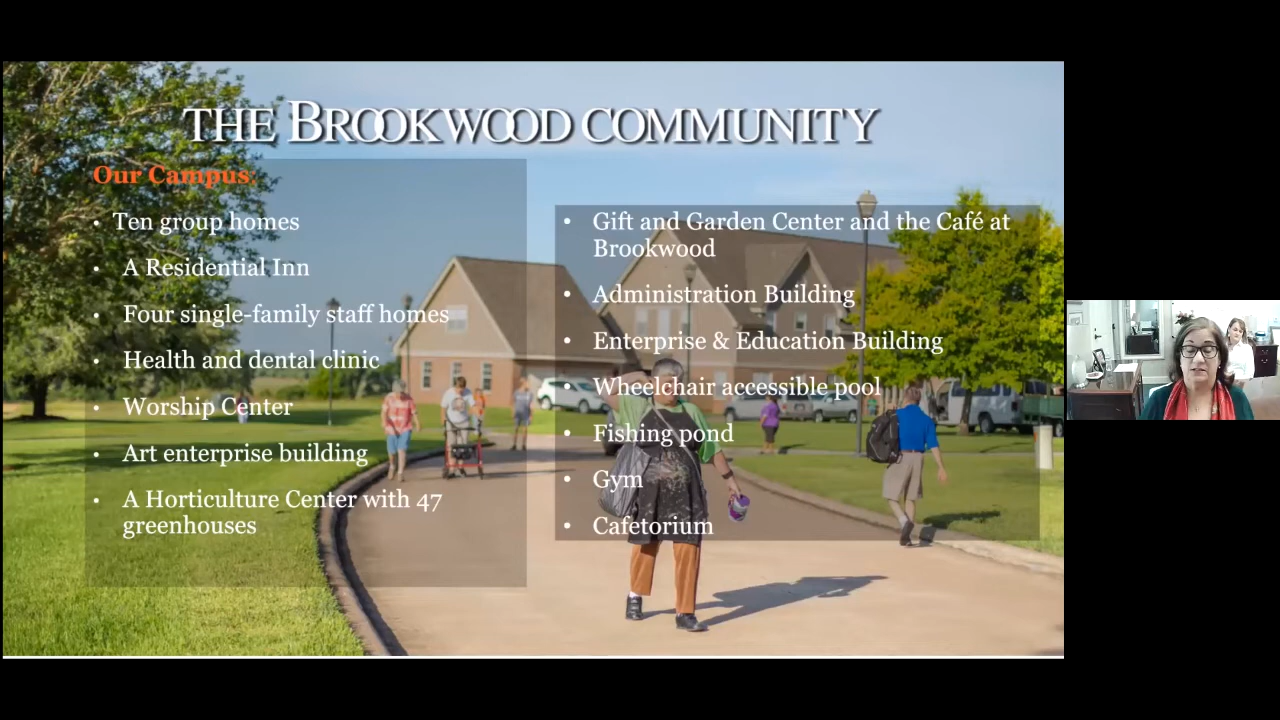 THE BROOKWOOD COMMUNITY
Our Campus:
• Ten group homes
• A Residential Inn
• Four single-family staff homes
• Health and dental clinic
• Worship Center
• Art enterprise building
• A Horticulture Center with 47
greenhouses
• Gift and Garden Center and the Café at
Brookwood
• Administration Building
• Enterprise & Education Building
• Wheelchair accessible pool
• Fishing pond
• Gym
• Cafetorium